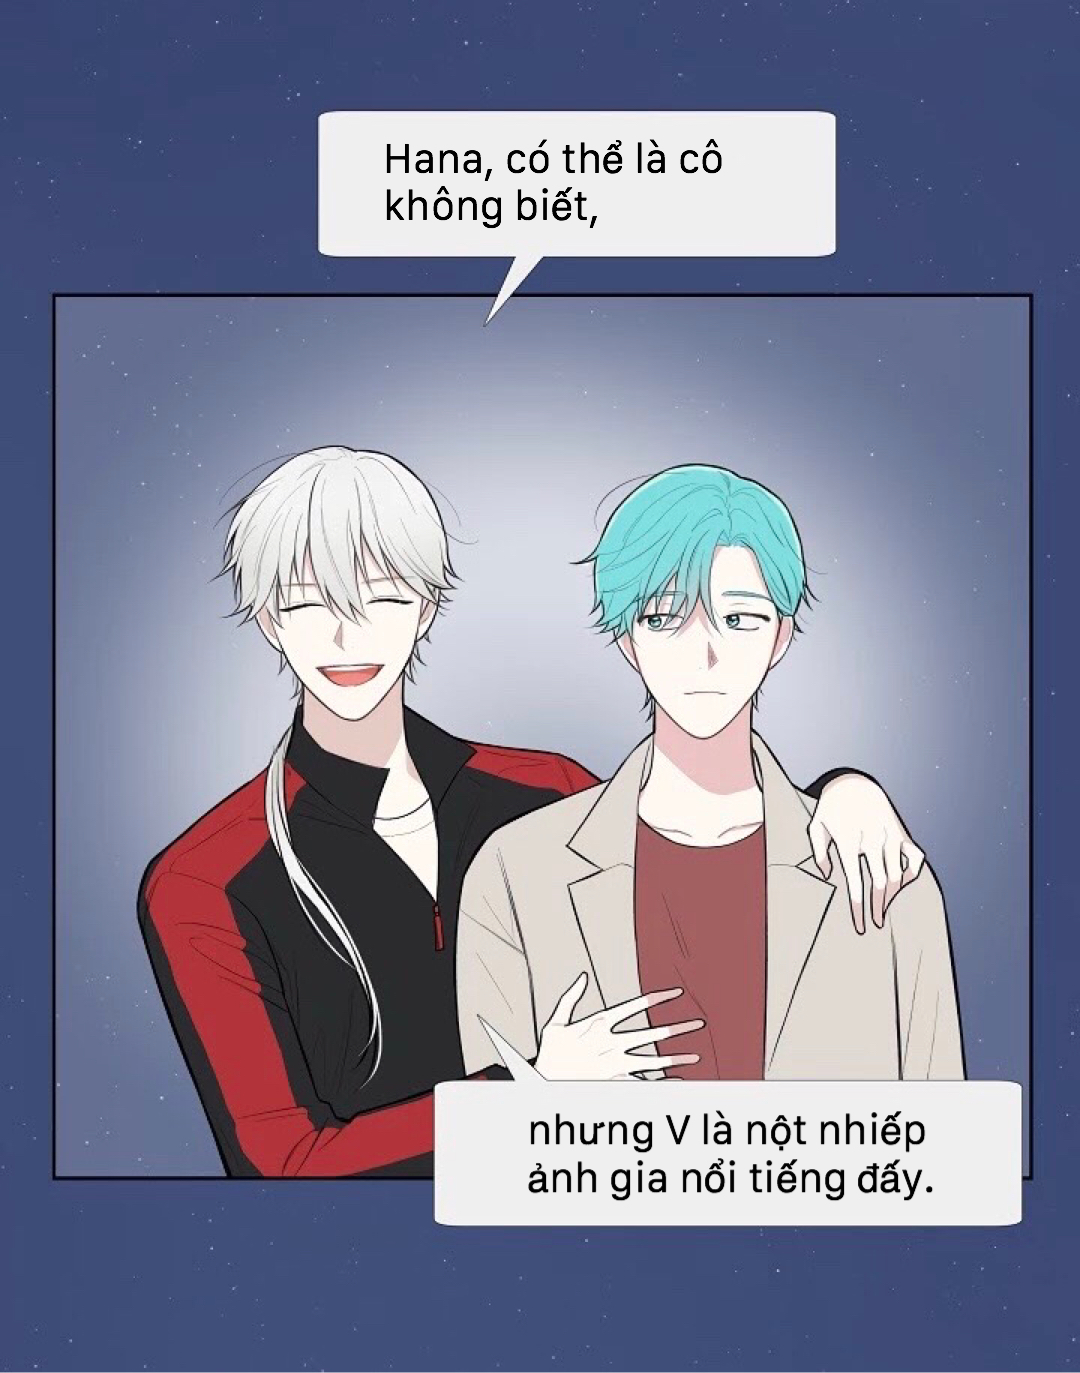 Hana, có thể là cô
không biết,
nhưng V là nột nhiếp
ảnh gia nổi tiếng đấy.